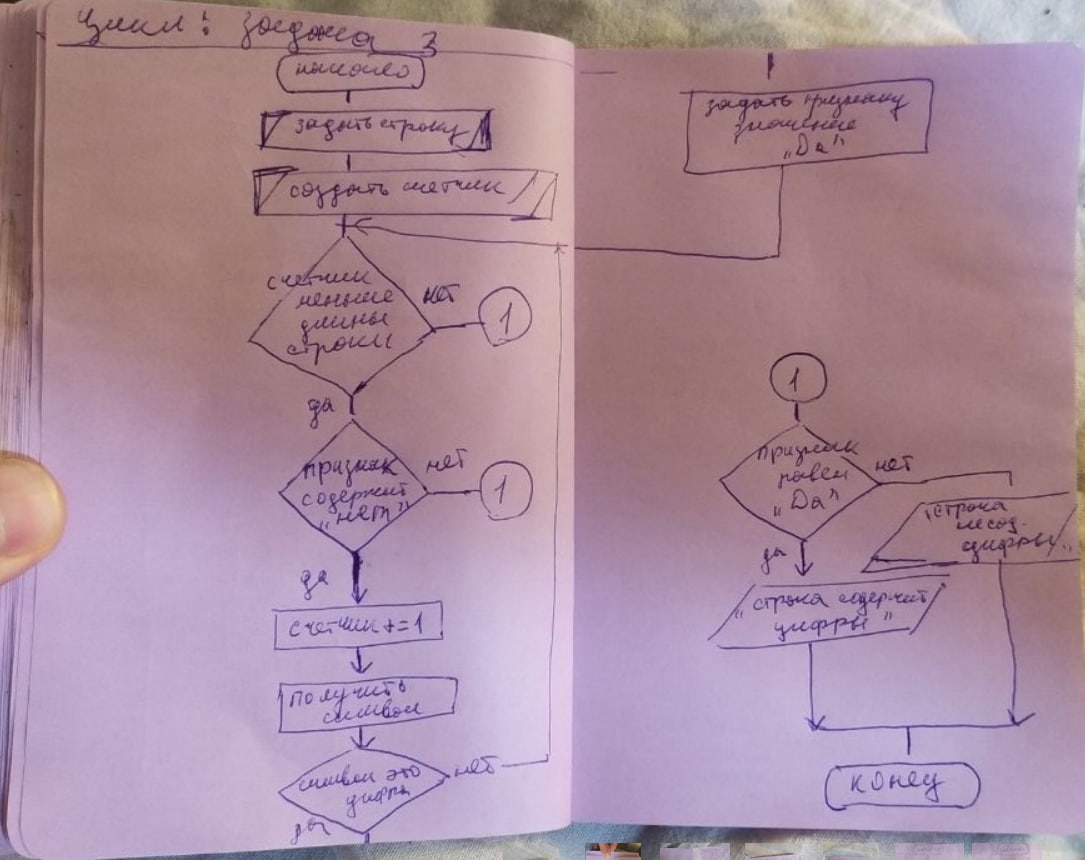 Цикл: Задача 3
начало
задать строку
создать счетчик
счетчик
меньше
длины
строки
нет
1
да
признак
содержит
„нет"
нет
1
да
счетчик += 1
получить
символ
символ это
цифра
нет
да
задать признаку
значение
„Да"
1
признак
равен
„Да"
нет
„строка
не сод.
цифры"
да
„строка содержит
цифры"
конец